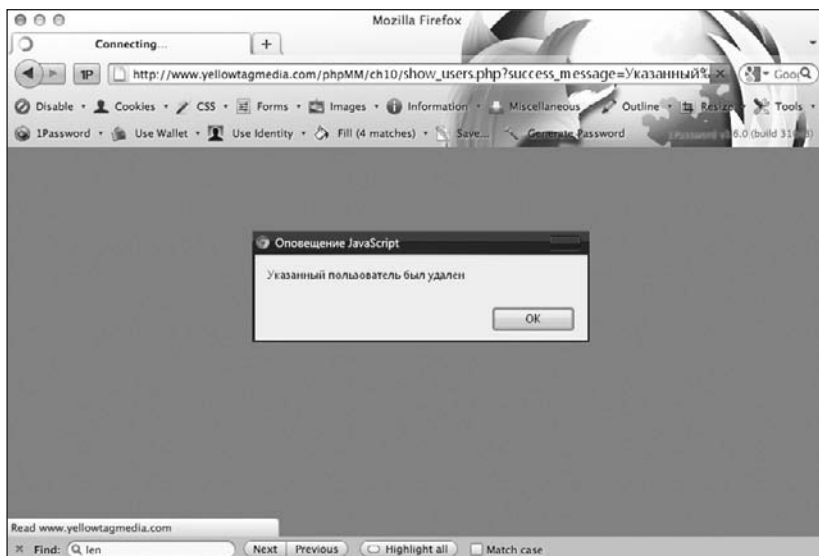 Mozilla Firefox
Connecting...
+
1P http://www.yellowtagmedia.com/phpMM/ch10/show_users.php?success_message=Указанный% Goog
Disable Cookies CSS Forms Images Information Miscellaneous Outline Resize Tools
1Password Use Wallet Use Identity Fill (4 matches) Save... Generate Password
Оповещение JavaScript
Указанный пользователь был удален
OK
Read www.yellowtagmedia.com
× Find: len Next Previous Highlight all Match case